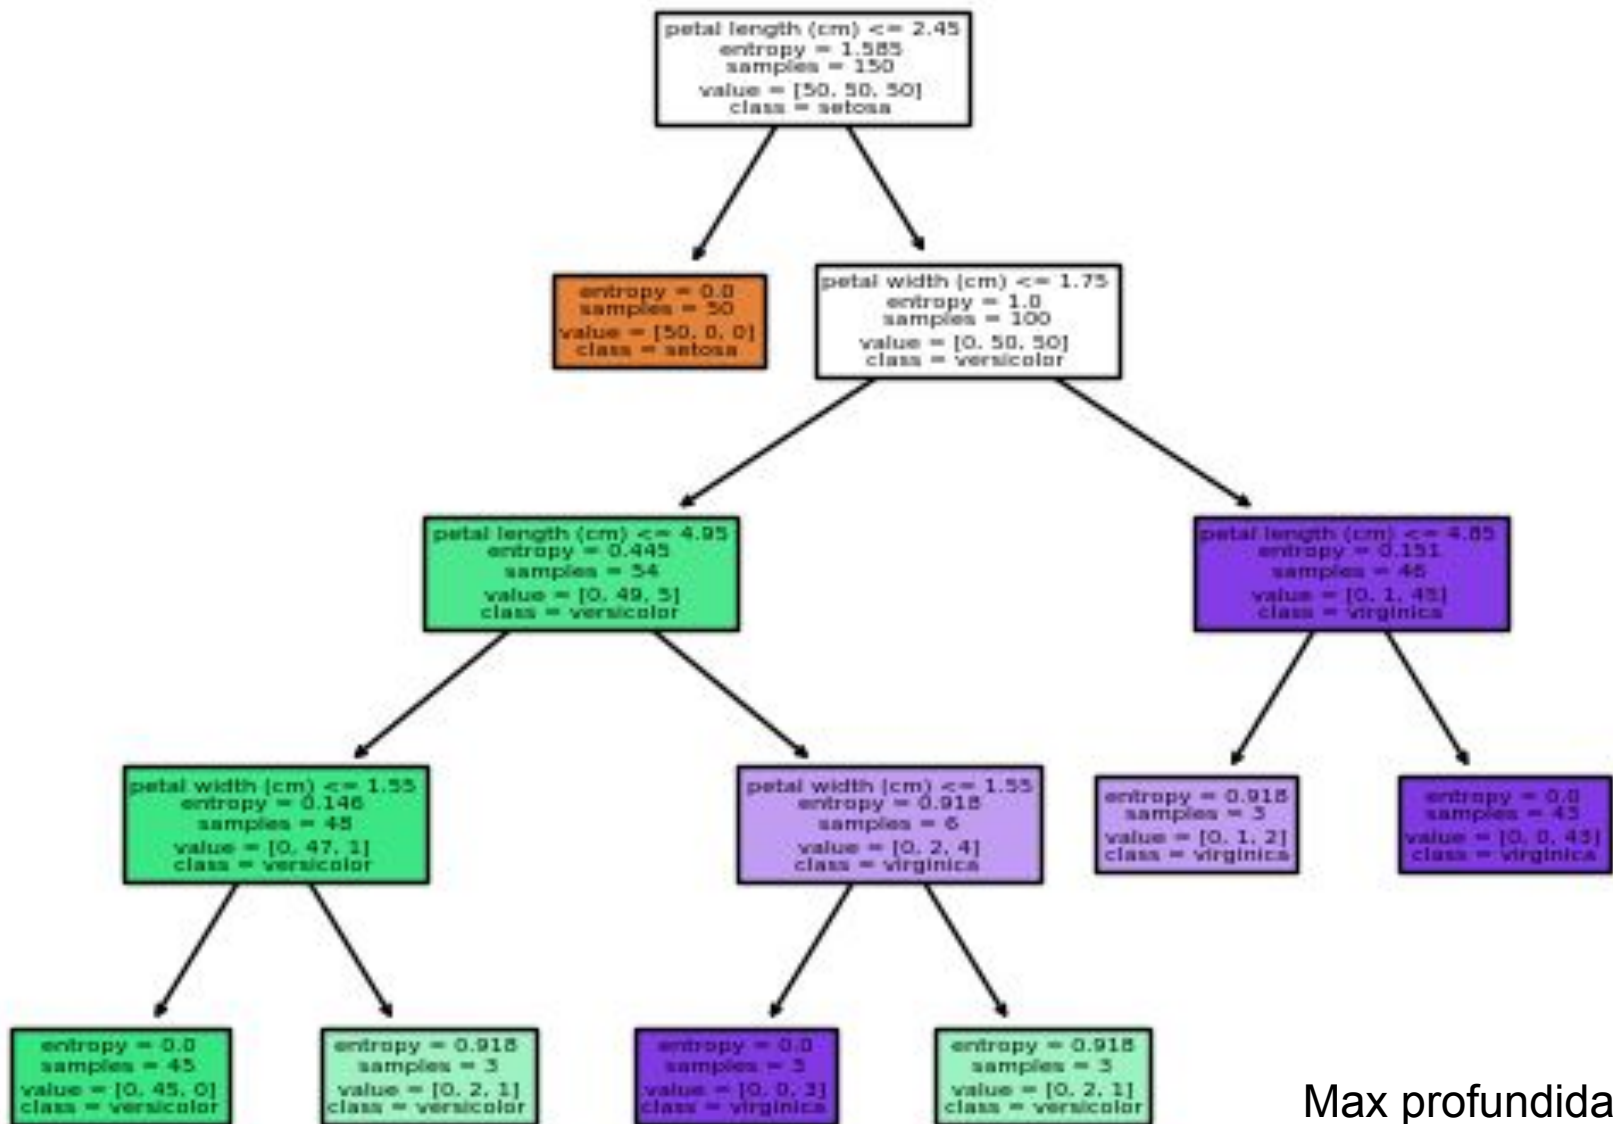 petal length (cm) <= 2.45
entropy = 1.585
samples = 150
value = [50, 50, 50]
class = setosa
entropy = 0.0
samples = 50
value = [50, 0, 0]
class = setosa
petal width (cm) <= 1.75
entropy = 1.0
samples = 100
value = [0, 50, 50]
class = versicolor
petal length (cm) <= 4.95
entropy = 0.445
samples = 54
value = [0, 49, 5]
class = versicolor
petal length (cm) <= 4.85
entropy = 0.151
samples = 46
value = [0, 1, 45]
class = virginica
petal width (cm) <= 1.55
entropy = 0.146
samples = 48
value = [0, 47, 1]
class = versicolor
petal width (cm) <= 1.55
entropy = 0.918
samples = 6
value = [0, 2, 4]
class = virginica
entropy = 0.918
samples = 3
value = [0, 1, 2]
class = virginica
entropy = 0.0
samples = 43
value = [0, 0, 43]
class = virginica
entropy = 0.0
samples = 45
value = [0, 45, 0]
class = versicolor
entropy = 0.918
samples = 3
value = [0, 2, 1]
class = versicolor
entropy = 0.0
samples = 3
value = [0, 0, 3]
class = virginica
entropy = 0.918
samples = 3
value = [0, 2, 1]
class = versicolor
Max profundida